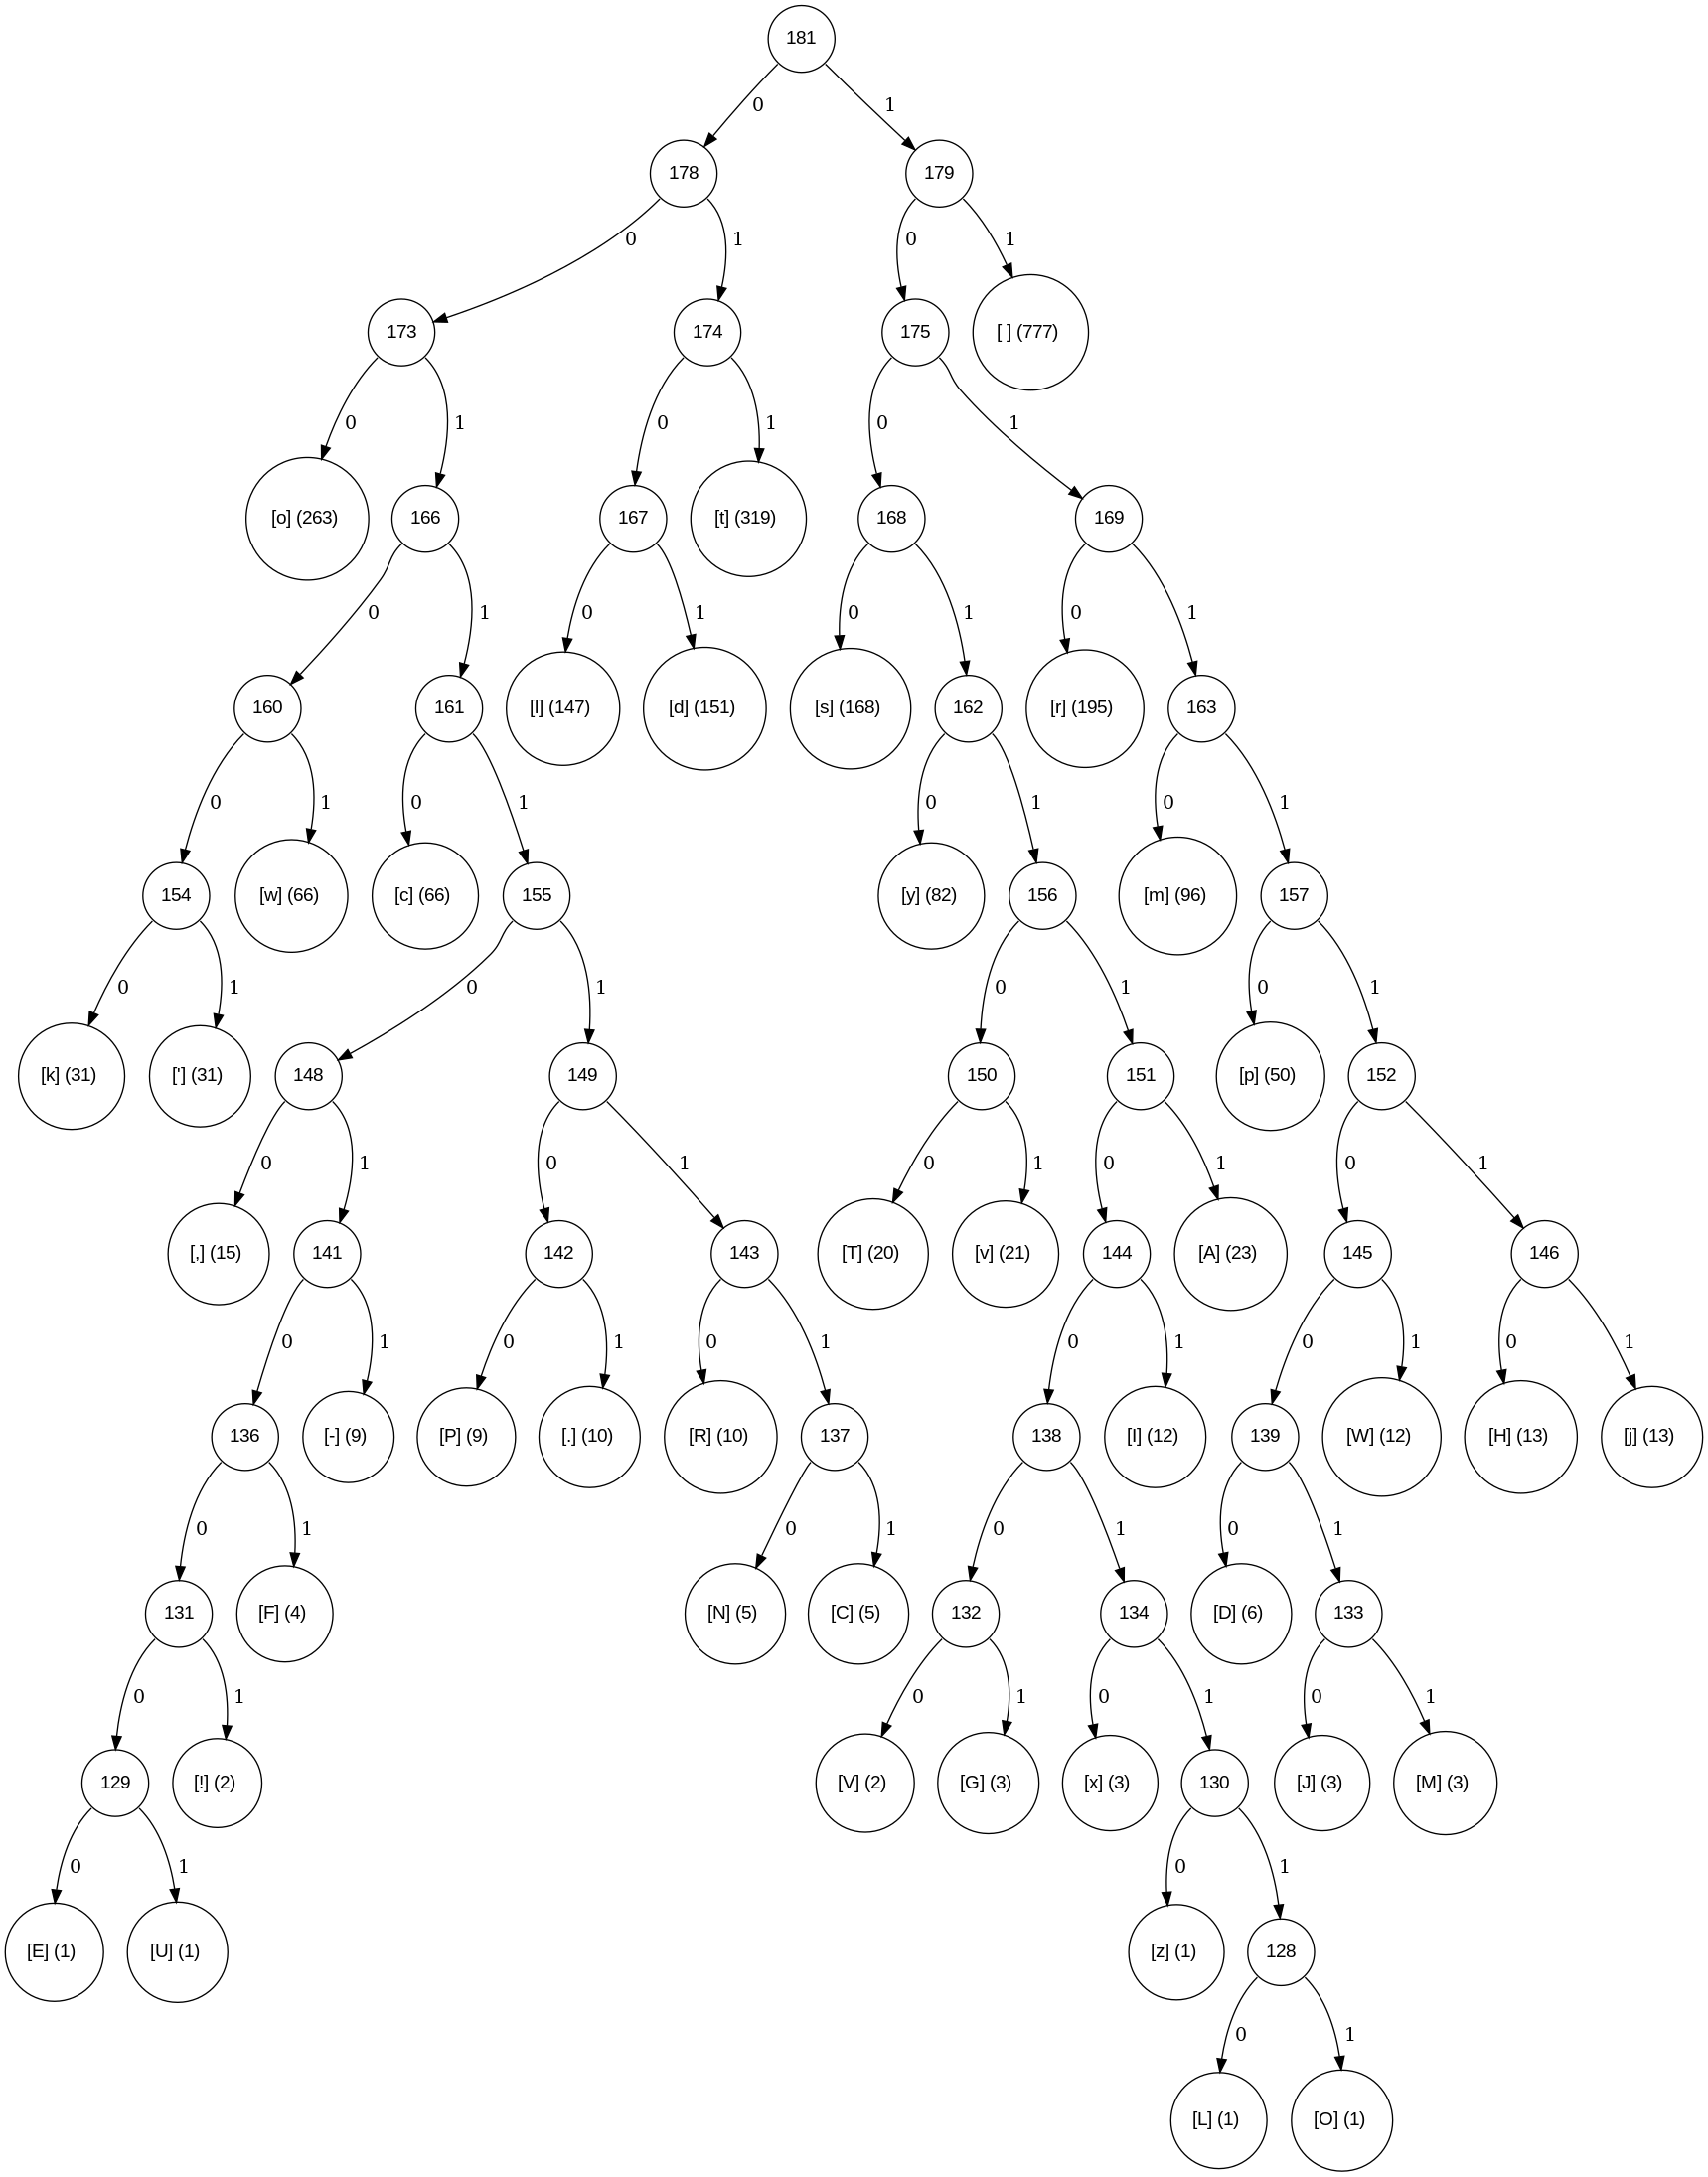 181
0 1
178 179
0 1 0 1
173 174 175 [ ] (777)
0 1 0 1 0 1
[o] (263) 166 167 [t] (319) 168 169
0 1 0 1 0 1 0 1
160 161 [l] (147) [d] (151) [s] (168) 162 [r] (195) 163
0 1 0 1 0 1 0 1
154 [w] (66) [c] (66) 155 [y] (82) 156 [m] (96) 157
0 1 0 1 0 1 0 1
[k] (31) ['] (31) 148 149 150 151 [p] (50) 152
0 1 0 1 0 1 0 1 0 1
[,] (15) 141 142 143 [T] (20) [v] (21) 144 [A] (23) 145 146
0 1 0 1 0 1 0 1 0 1 0 1
136 [-] (9) [P] (9) [.] (10) [R] (10) 137 138 [I] (12) 139 [W] (12) [H] (13) [j] (13)
0 1 0 1 0 1 0 1
131 [F] (4) [N] (5) [C] (5) 132 134 [D] (6) 133
0 1 0 1 0 1 0 1
129 [!] (2) [V] (2) [G] (3) [x] (3) 130 [J] (3) [M] (3)
0 1 0 1
[E] (1) [U] (1) [z] (1) 128
0 1
[L] (1) [O] (1)